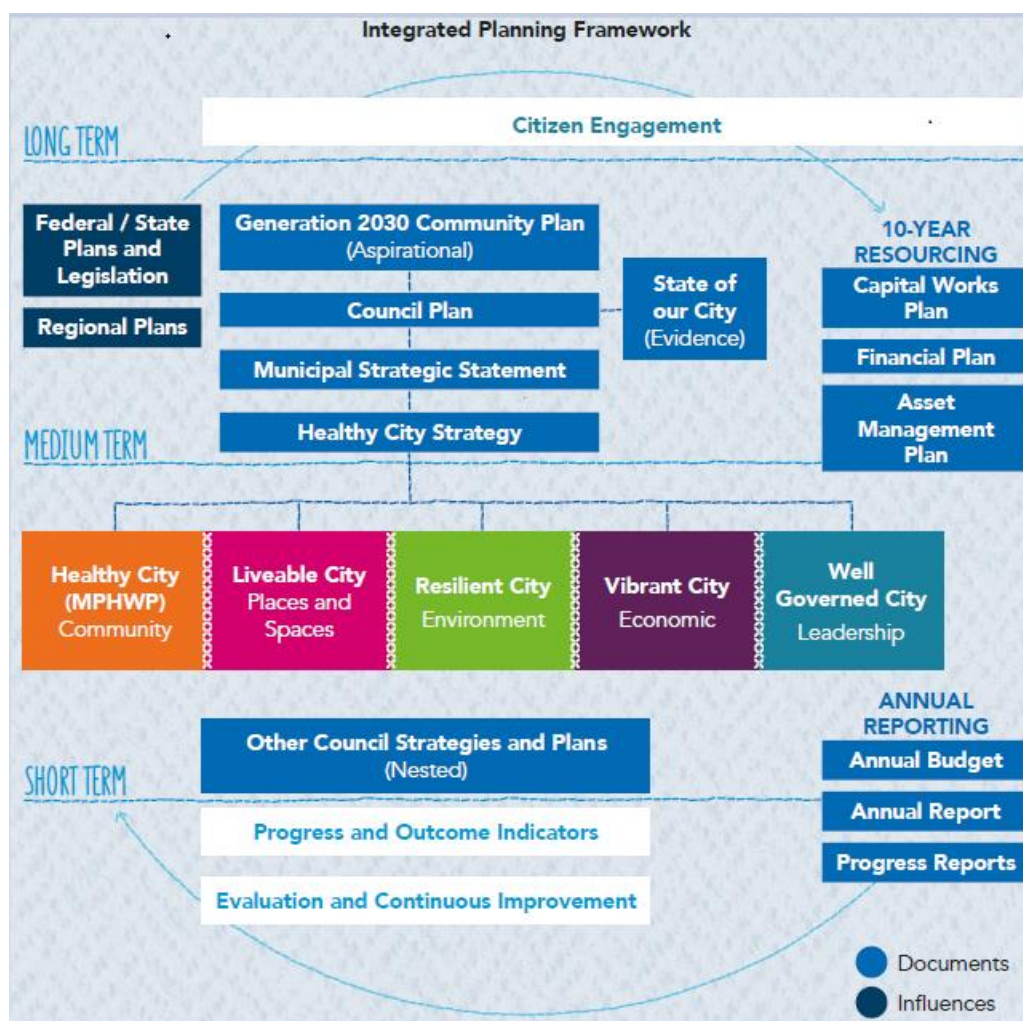 Integrated Planning Framework
Citizen Engagement
LONG TERM
Federal / State
Plans and
Legislation
Regional Plans
Generation 2030 Community Plan
(Aspirational)
Council Plan
Municipal Strategic Statement
Healthy City Strategy
State of
our City
(Evidence)
10-YEAR
RESOURCING
Capital Works
Plan
Financial Plan
Asset
Management
Plan
MEDIUM TERM
Healthy City
(MPHWP)
Community
Liveable City
Places and
Spaces
Resilient City
Environment
Vibrant City
Economic
Well
Governed City
Leadership
Other Council Strategies and Plans
(Nested)
SHORT TERM
Progress and Outcome Indicators
Evaluation and Continuous Improvement
ANNUAL
REPORTING
Annual Budget
Annual Report
Progress Reports
Documents
Influences